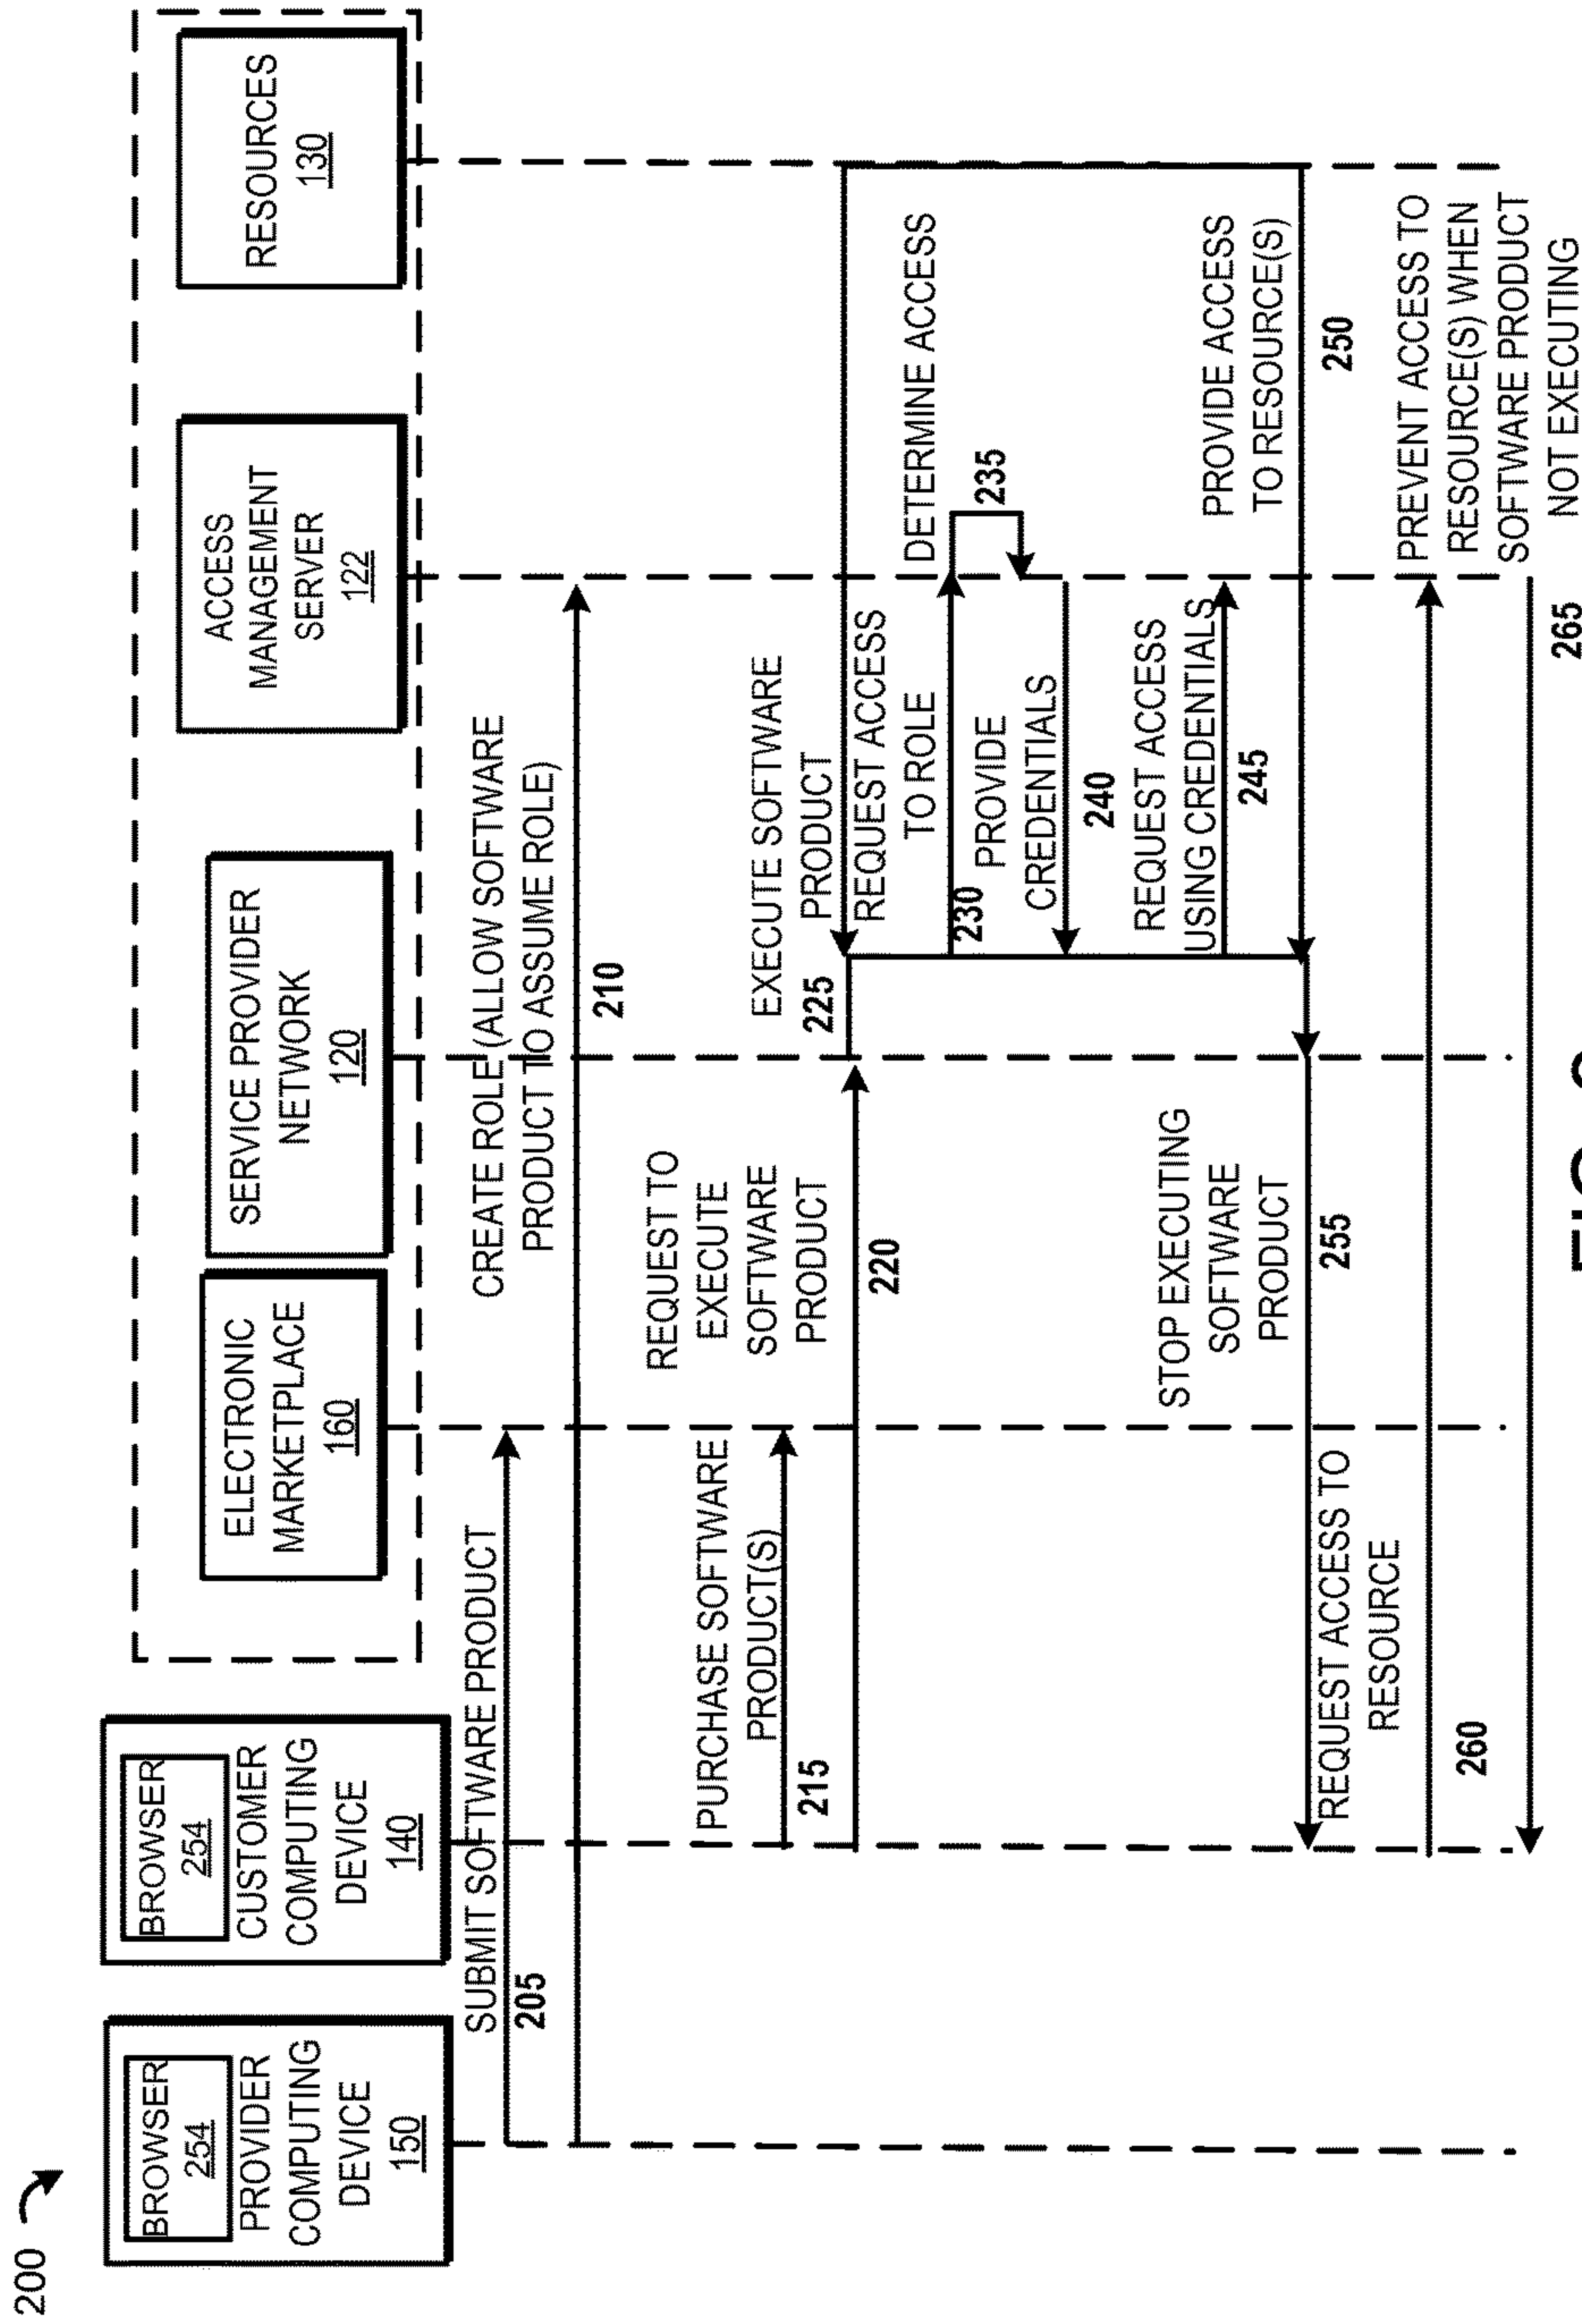 200
BROWSER
254
PROVIDER
COMPUTING
DEVICE
150
BROWSER
254
CUSTOMER
COMPUTING
DEVICE
140
ELECTRONIC
MARKETPLACE
160
SERVICE PROVIDER
NETWORK
120
ACCESS
MANAGEMENT
SERVER
122
RESOURCES
130
SUBMIT SOFTWARE PRODUCT
205
CREATE ROLE (ALLOW SOFTWARE
PRODUCT TO ASSUME ROLE)
210
PURCHASE SOFTWARE
PRODUCT(S)
215
REQUEST TO
EXECUTE
SOFTWARE
PRODUCT
220
EXECUTE SOFTWARE
PRODUCT
225
REQUEST ACCESS
TO ROLE
230
DETERMINE ACCESS
235
PROVIDE
CREDENTIALS
240
REQUEST ACCESS
USING CREDENTIALS
245
PROVIDE ACCESS
TO RESOURCE(S)
250
STOP EXECUTING
SOFTWARE
PRODUCT
255
REQUEST ACCESS TO
RESOURCE
260
PREVENT ACCESS TO
RESOURCE(S) WHEN
SOFTWARE PRODUCT
NOT EXECUTING
265